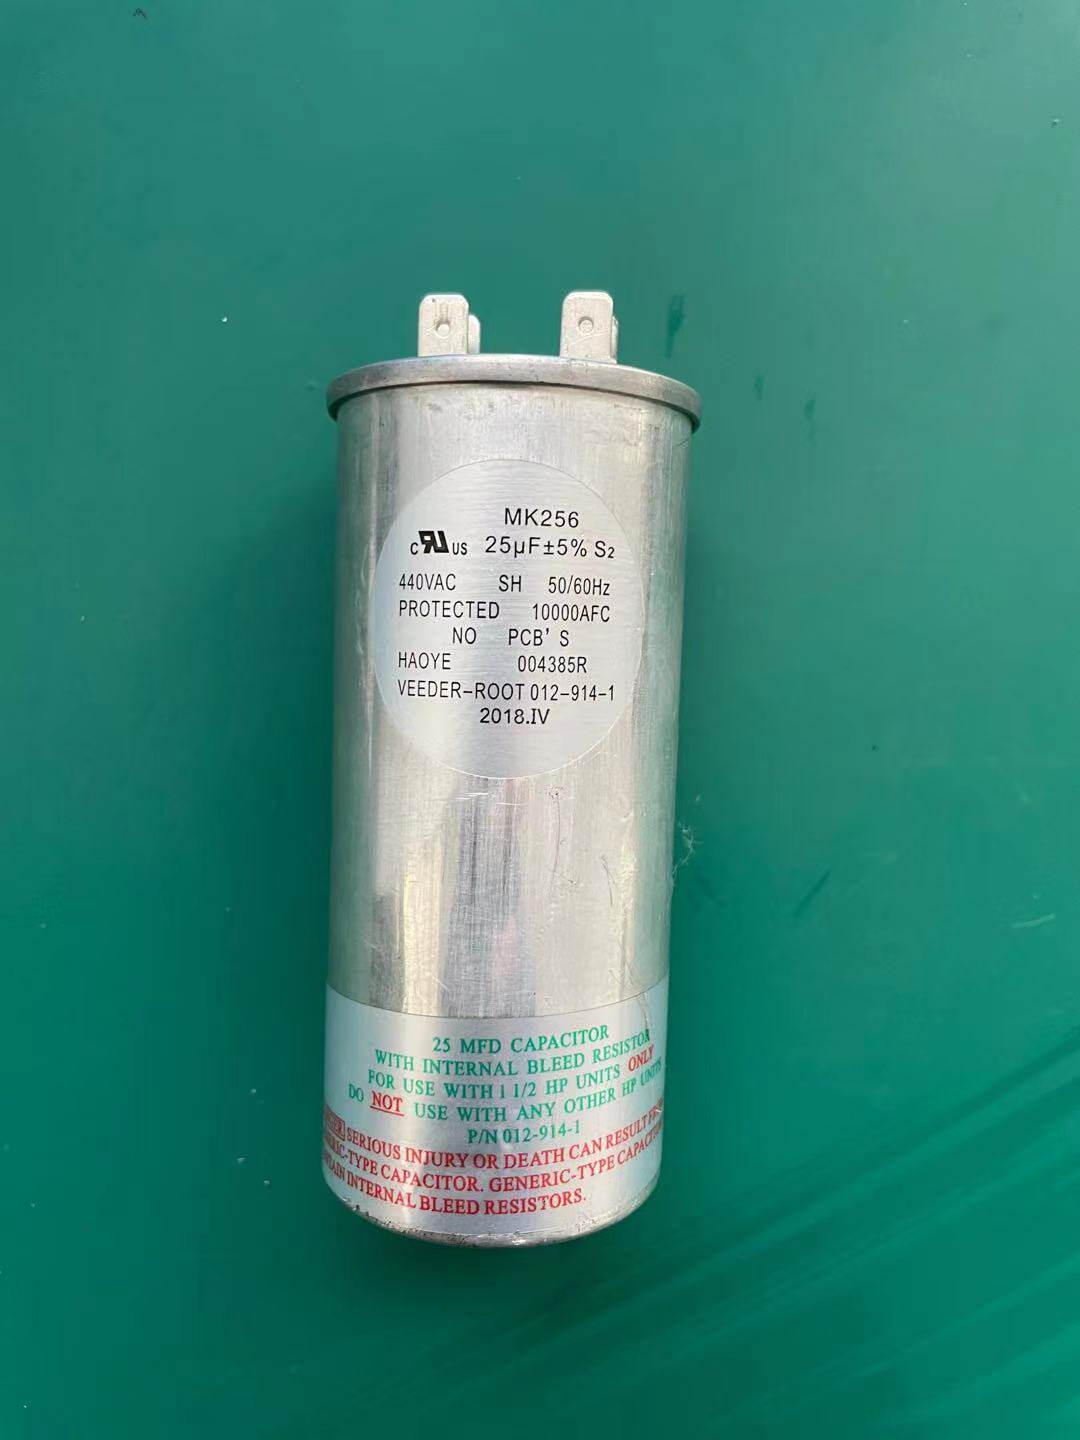 MK256
c UL US 25µF±5% S2
440VAC SH 50/60Hz
PROTECTED 10000AFC
NO PCB'S
HAOYE 004385R
VEEDER-ROOT 012-914-1
2018.IV
25 MFD CAPACITOR
WITH INTERNAL BLEED RESISTOR
FOR USE WITH 1 1/2 HP UNITS ONLY
DO NOT USE WITH ANY OTHER HP UNITS
P/N 012-914-1
SERIOUS INJURY OR DEATH CAN RESULT
-TYPE CAPACITOR. GENERIC-TYPE
INTERNAL BLEED RESISTORS.